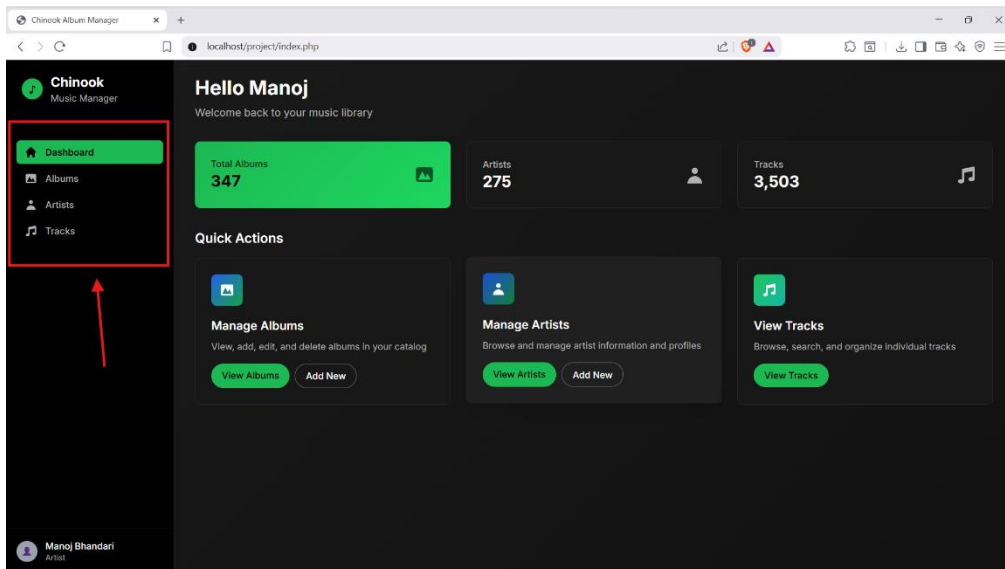 Chinook Album Manager
localhost/project/index.php
Chinook
Music Manager
Dashboard
Albums
Artists
Tracks
Manoj Bhandari
Artist
Hello Manoj
Welcome back to your music library
Total Albums
347
Artists
275
Tracks
3,503
Quick Actions
Manage Albums
View, add, edit, and delete albums in your catalog
View Albums
Add New
Manage Artists
Browse and manage artist information and profiles
View Artists
Add New
View Tracks
Browse, search, and organize individual tracks
View Tracks